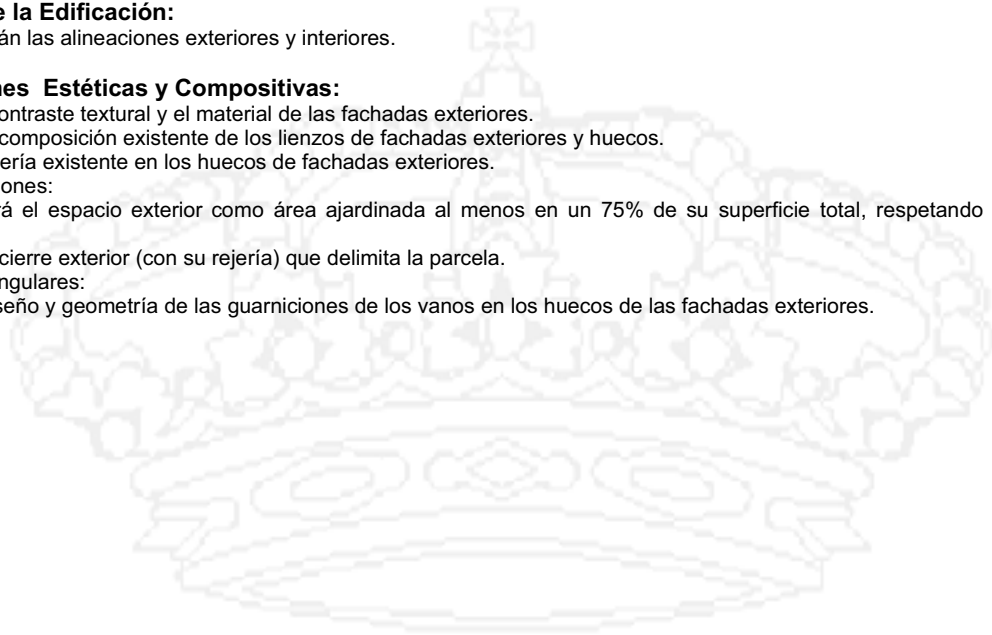 e la Edificación:
án las alineaciones exteriores y interiores.
nes Estéticas y Compositivas:
ontraste textural y el material de las fachadas exteriores.
composición existente de los lienzos de fachadas exteriores y huecos.
ería existente en los huecos de fachadas exteriores.
ones:
rá el espacio exterior como área ajardinada al menos en un 75% de su superficie total, respetando
cierre exterior (con su rejería) que delimita la parcela.
ngulares:
seño y geometría de las guarniciones de los vanos en los huecos de las fachadas exteriores.